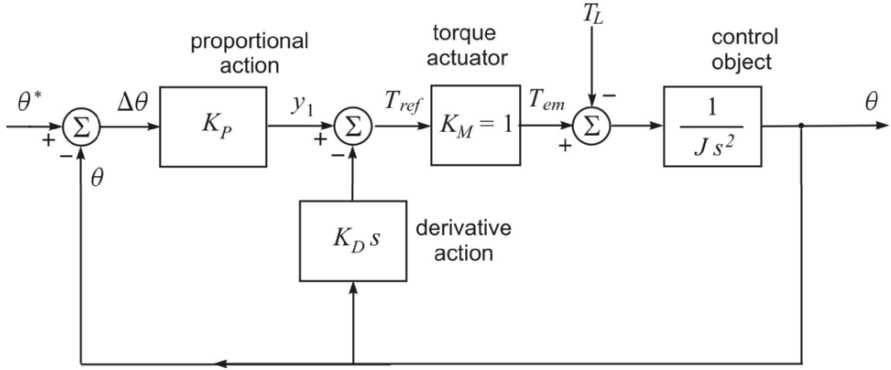 proportional
action
torque
actuator
T_L
control
object
θ*
Δθ
K_P
y_1
Σ
Σ
T_ref
K_M = 1
T_em
Σ
1
J s²
θ
+
−
+
−
+
−
θ
K_D s
derivative
action